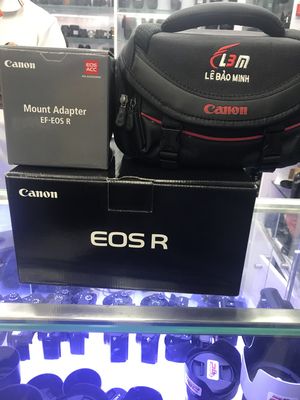 Canon
EOS
ACC
Mount Adapter
EF-EOS R
LBM
LÊ BẢO MINH
Canon
Canon
EOS R